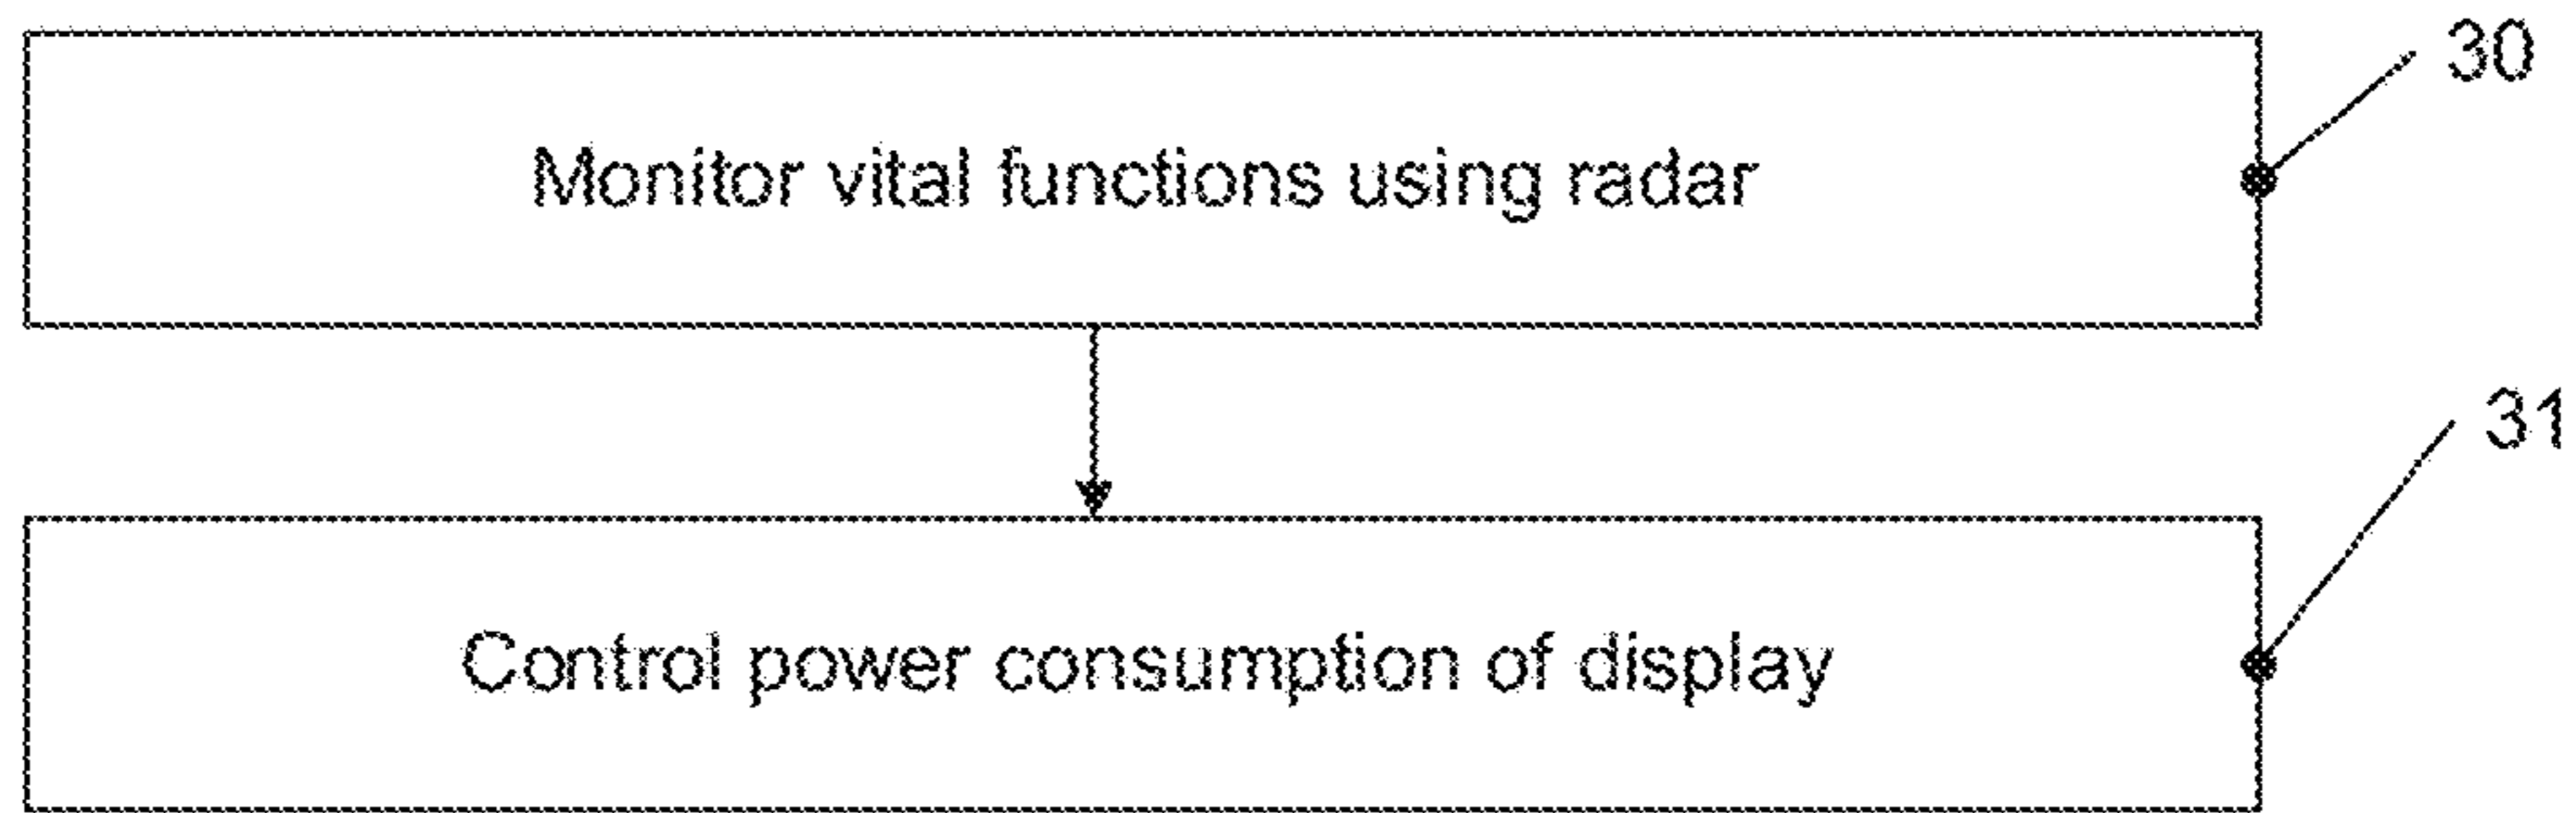 30
Monitor vital functions using radar
31
Control power consumption of display